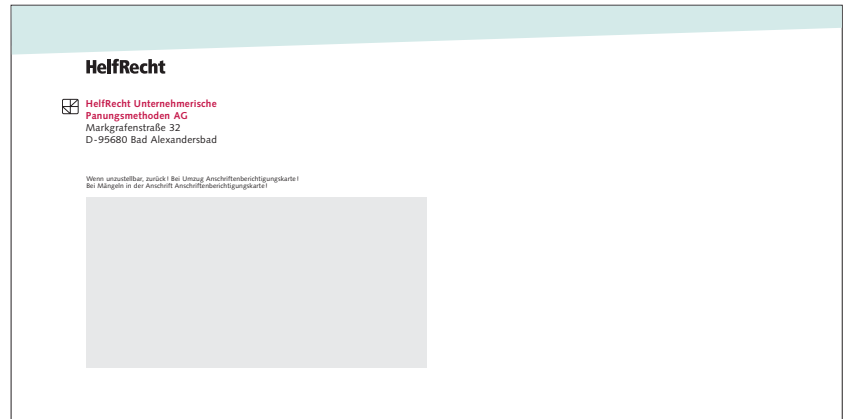 HelfRecht
HelfRecht Unternehmerische
Panungsmethoden AG
Markgrafenstraße 32
D-95680 Bad Alexandersbad
Wenn unzustellbar, zurück! Bei Umzug Anschriftenberichtigungskarte!
Bei Mängeln in der Anschrift Anschriftenberichtigungskarte!